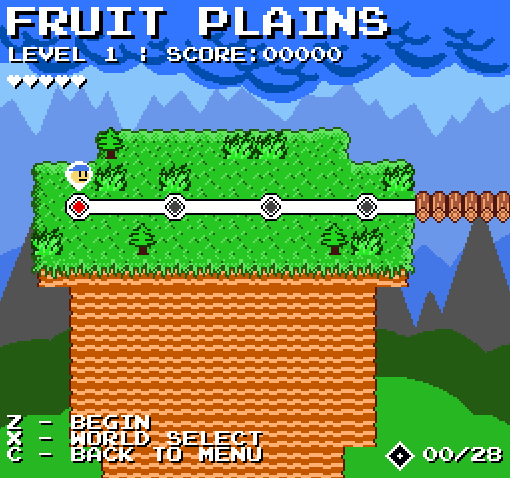 FRUIT PLAINS
LEVEL 1 : SCORE:00000
Z - BEGIN
X - WORLD SELECT
C - BACK TO MENU
00/28